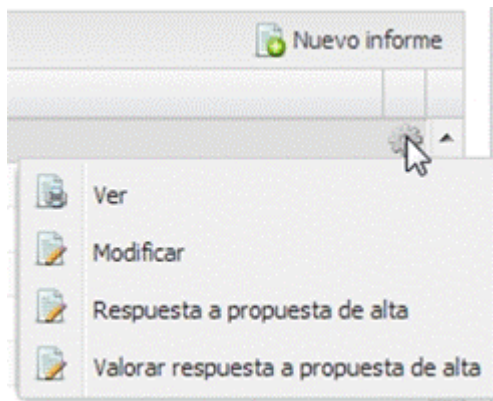 Nuevo informe
Ver
Modificar
Respuesta a propuesta de alta
Valorar respuesta a propuesta de alta